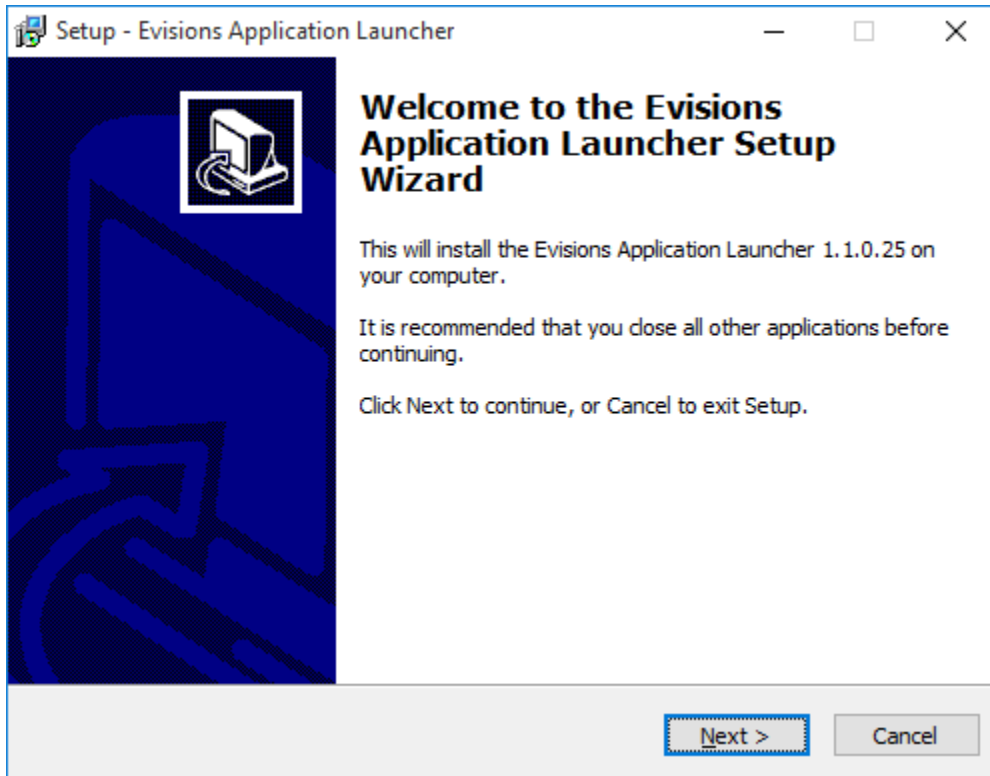 Setup - Evisions Application Launcher
Welcome to the Evisions
Application Launcher Setup
Wizard
This will install the Evisions Application Launcher 1.1.0.25 on
your computer.
It is recommended that you close all other applications before
continuing.
Click Next to continue, or Cancel to exit Setup.
Next >
Cancel